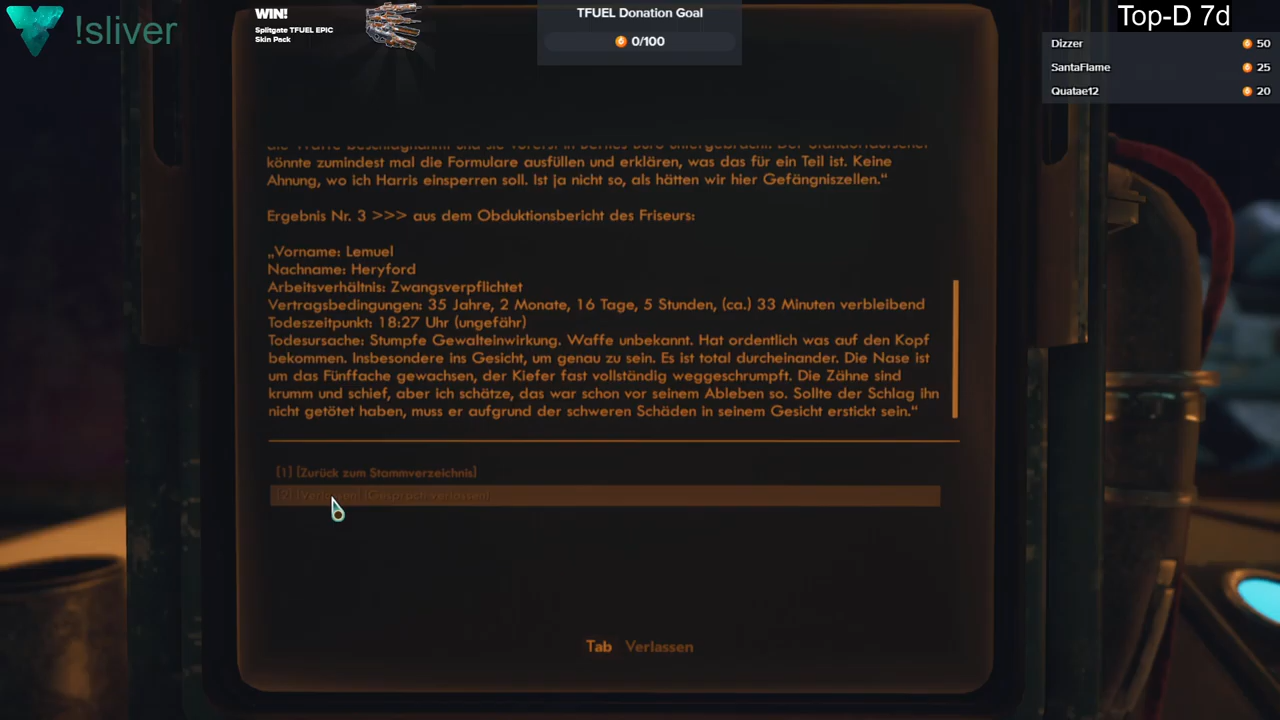 !sliver
WIN!
Splitgate TFUEL EPIC
Skin Pack
TFUEL Donation Goal
0/100
Top-D 7d
Dizzer 50
SantaFlame 25
Quatae12 20
könnte zumindest mal die Formulare ausfüllen und erklären, was das für ein Teil ist. Keine
Ahnung, wo ich Harris einsperren soll. Ist ja nicht so, als hätten wir hier Gefängniszellen.“
Ergebnis Nr. 3 >>> aus dem Obduktionsbericht des Friseurs:
„Vorname: Lemuel
Nachname: Heryford
Arbeitsverhältnis: Zwangsverpflichtet
Vertragsbedingungen: 35 Jahre, 2 Monate, 16 Tage, 5 Stunden, (ca.) 33 Minuten verbleibend
Todeszeitpunkt: 18:27 Uhr (ungefähr)
Todesursache: Stumpfe Gewalteinwirkung. Waffe unbekannt. Hat ordentlich was auf den Kopf
bekommen. Insbesondere ins Gesicht, um genau zu sein. Es ist total durcheinander. Die Nase ist
um das Fünffache gewachsen, der Kiefer fast vollständig weggeschrumpft. Die Zähne sind
krumm und schief, aber ich schätze, das war schon vor seinem Ableben so. Sollte der Schlag ihn
nicht getötet haben, muss er aufgrund der schweren Schäden in seinem Gesicht erstickt sein.“
(1) [Zurück zum Stammverzeichnis]
(2) [Verlassen] (Gespräch verlassen)
Tab Verlassen